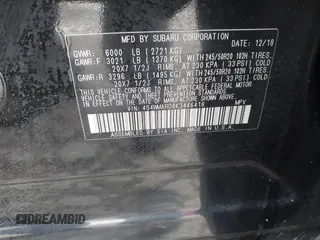 MFD BY SUBARU CORPORATION 12/18
GVWR: 6000 LB (2721KG)
GAWR:F 3021 LB (1370 KG) WITH 245/50R20 102H TIRES,
20X7 1/2J RIMS, AT 230 KPA (33 PSI) COLD
GAWR:R 3296 LB (1495 KG) WITH 245/50R20 102H TIRES,
20X7 1/2J RIMS, AT 230 KPA (33 PSI) COLD
THIS VEHICLE CONFORMS TO ALL APPLICABLE
FEDERAL MOTOR VEHICLE SAFETY, BUMPER, AND THEFT
PREVENTION STANDARDS IN EFFECT ON THE
DATE OF MANUFACTURE SHOWN ABOVE.
VIN: MPV
ASSEMBLED BY SIA, INC. MADE IN U.S.A.
AUTOBIDMASTER